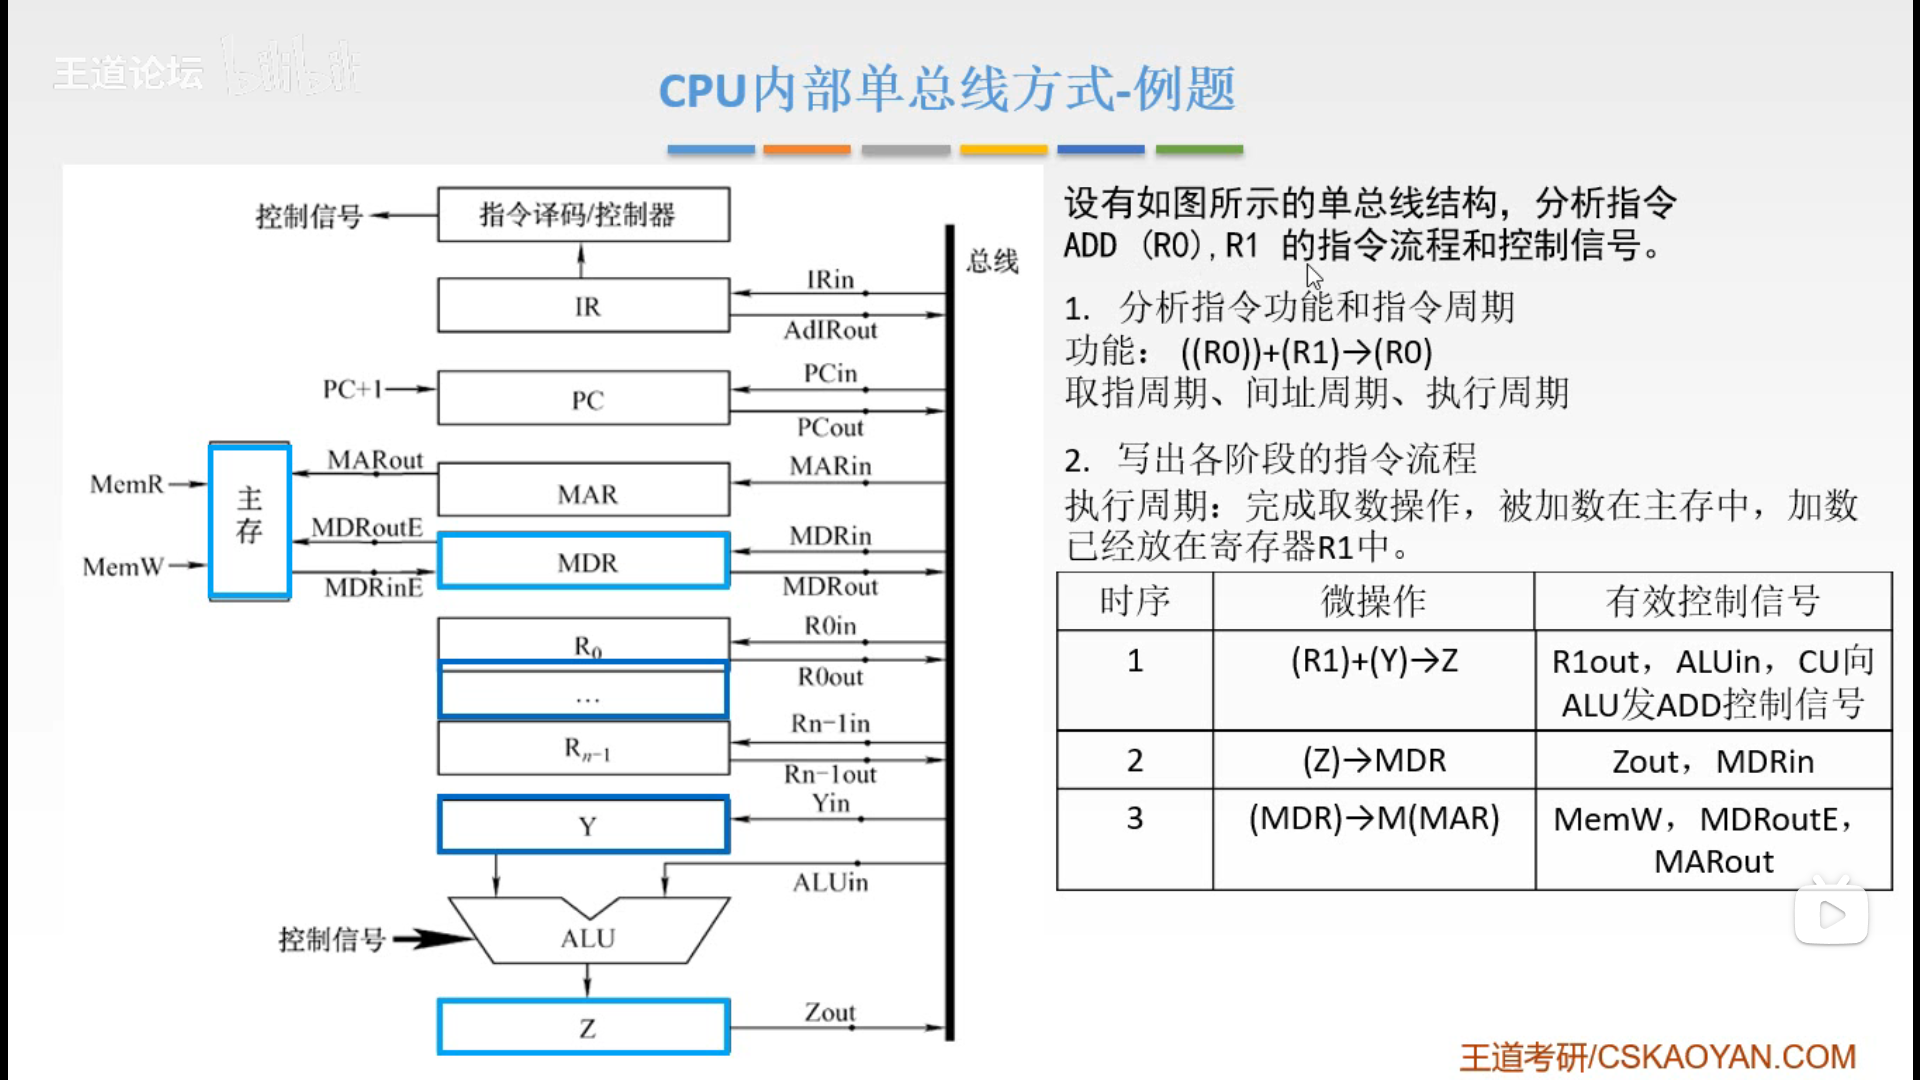 王道论坛 bilibili
CPU内部单总线方式-例题
控制信号
指令译码/控制器
总线
IR
IRin
AdIRout
PC+1
PC
PCin
PCout
MemR
MemW
主存
MARout
MAR
MARin
MDRoutE
MDRinE
MDR
MDRin
MDRout
R0
R0in
R0out
…
Rn-1
Rn-1in
Rn-1out
Y
Yin
ALUin
控制信号
ALU
Z
Zout
设有如图所示的单总线结构，分析指令
ADD (R0),R1 的指令流程和控制信号。
1. 分析指令功能和指令周期
功能： ((R0))+(R1)→(R0)
取指周期、间址周期、执行周期
2. 写出各阶段的指令流程
执行周期：完成取数操作，被加数在主存中，加数
已经放在寄存器R1中。
时序 微操作 有效控制信号
1 (R1)+(Y)→Z R1out，ALUin，CU向
ALU发ADD控制信号
2 (Z)→MDR Zout，MDRin
3 (MDR)→M(MAR) MemW，MDRoutE，
MARout
王道考研/CSKAOYAN.COM